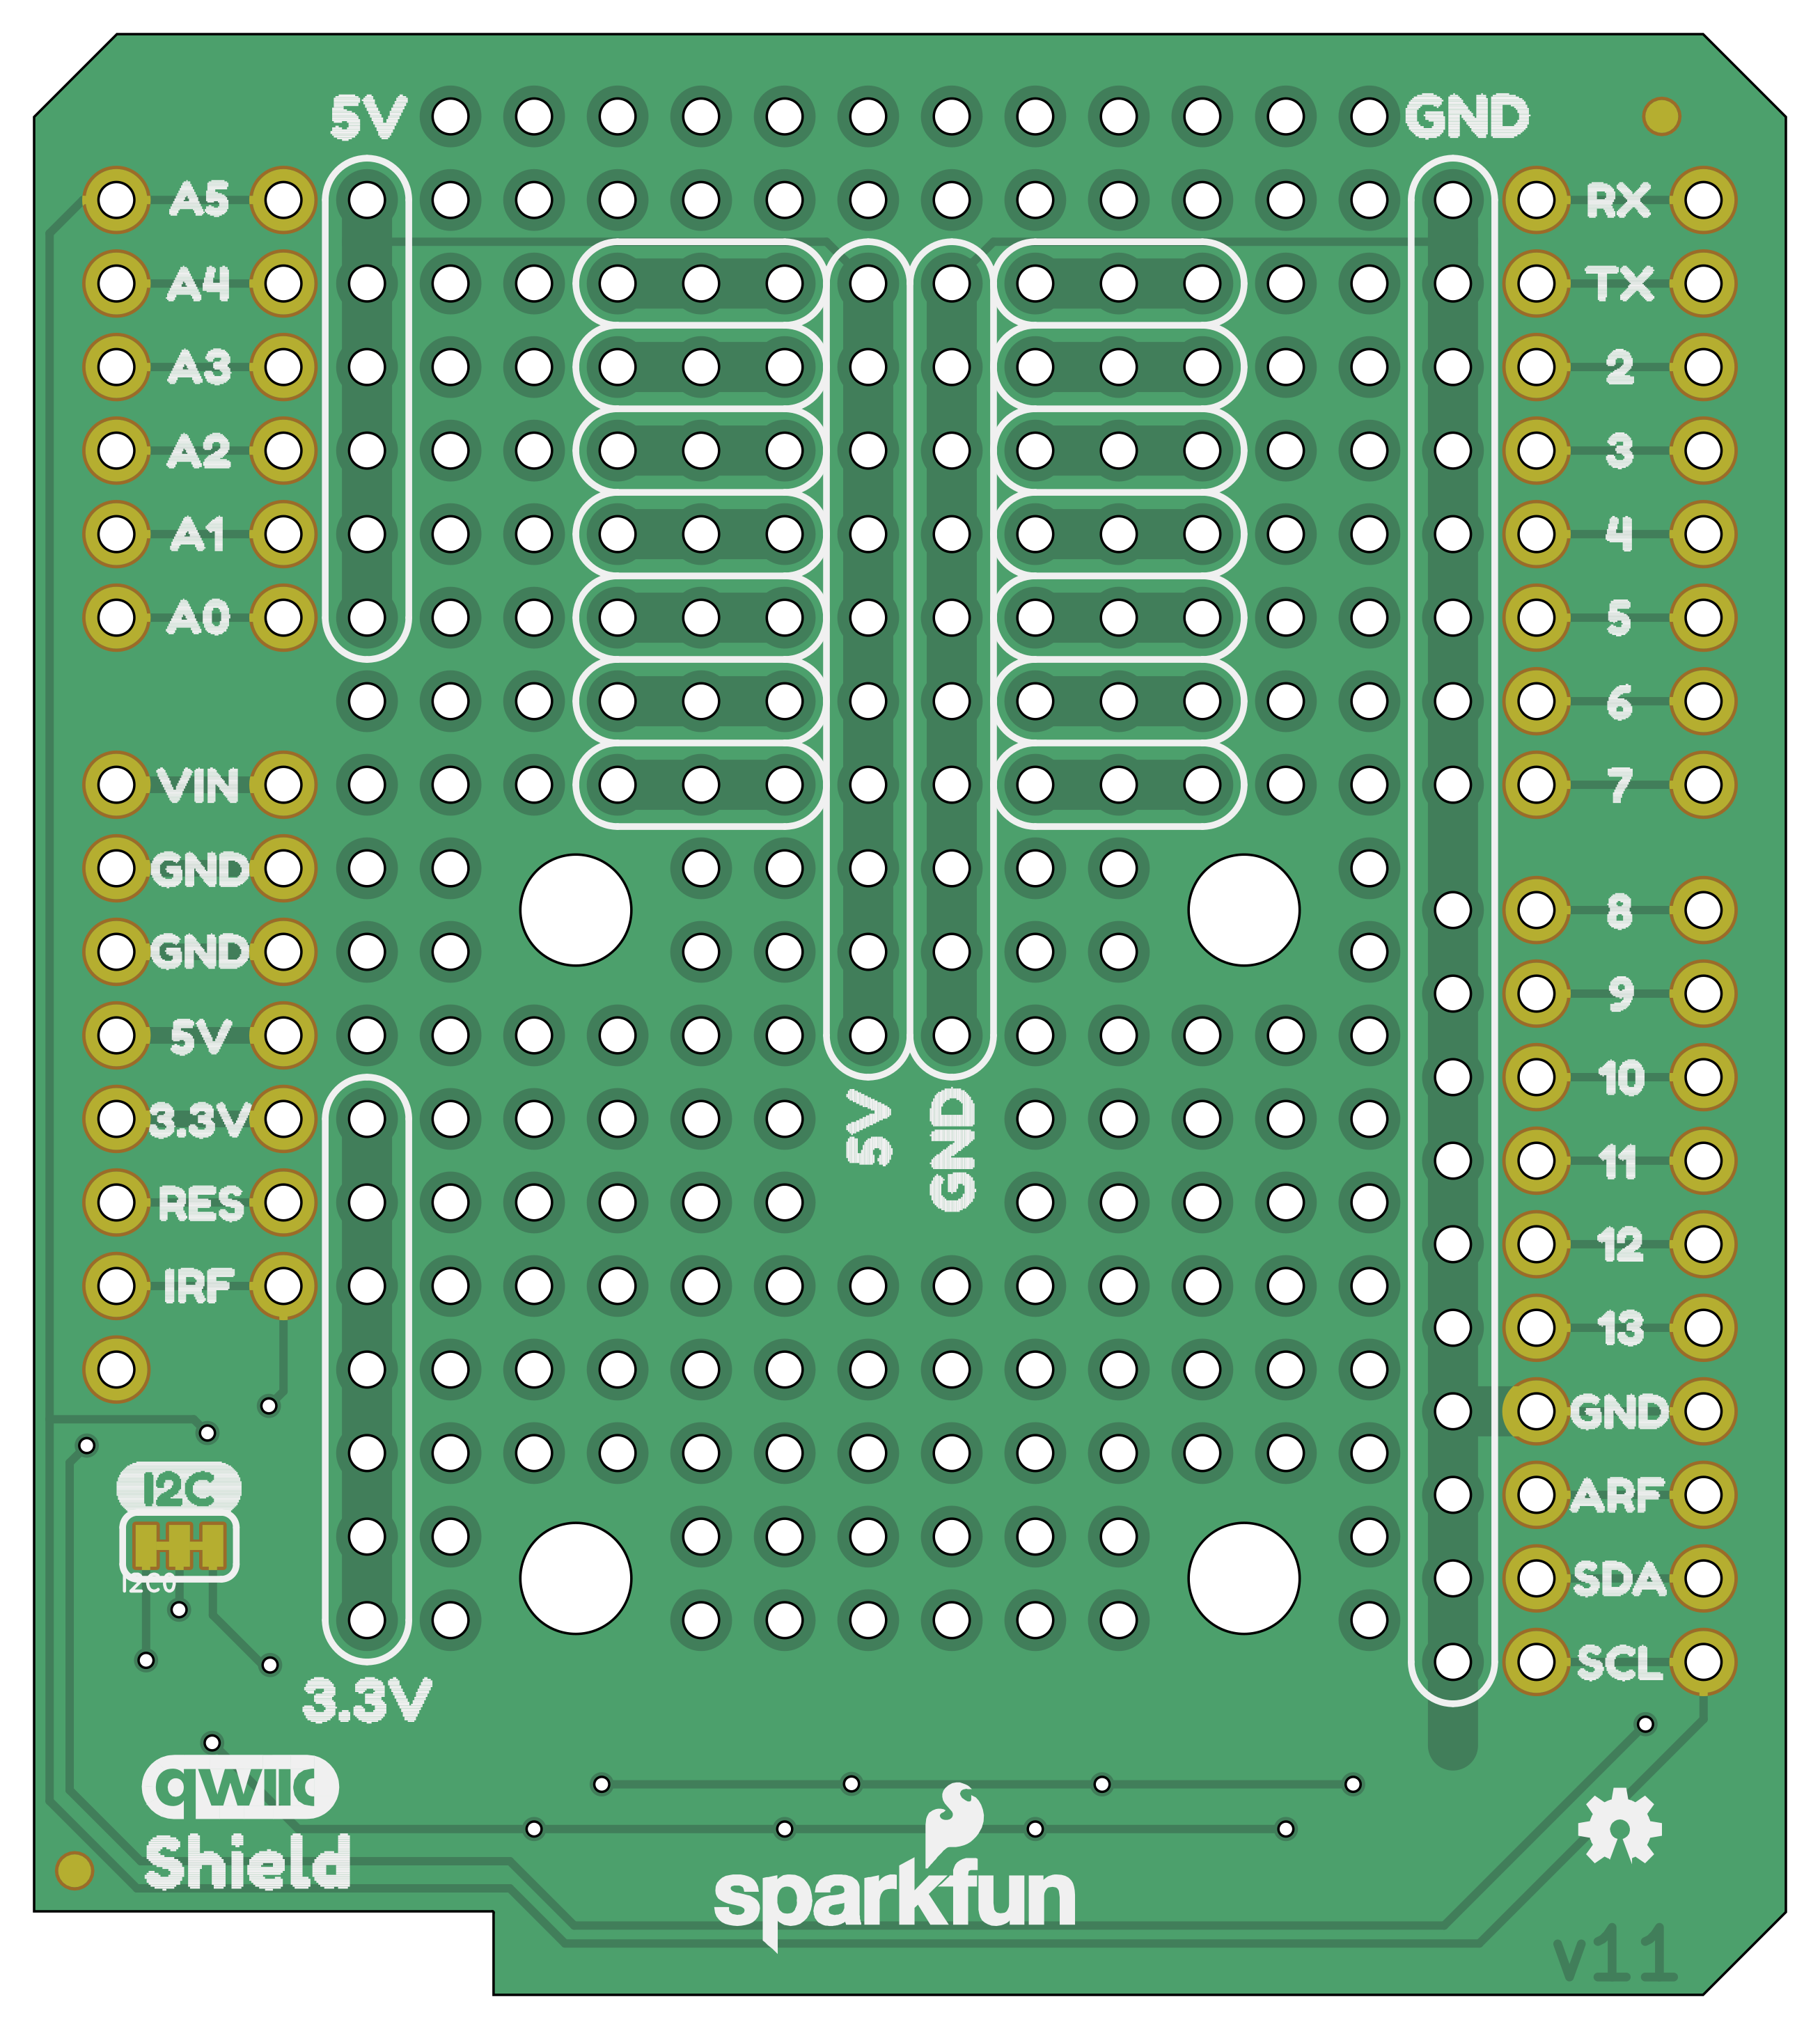 5V GND
A5 RX
A4 TX
A3 2
A2 3
A1 4
A0 5
6
VIN 7
GND
8
GND
9
5V
10
3.3V
5V GND
11
RES
12
IRF
13
GND
I2C
ARF
I2C0
SDA
SCL
3.3V
qwiic
Shield
sparkfun
v11